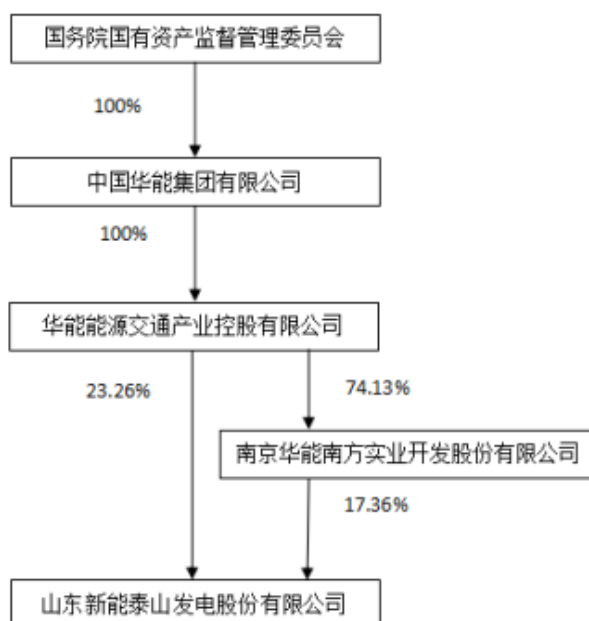 国务院国有资产监督管理委员会
100%
中国华能集团有限公司
100%
华能能源交通产业控股有限公司
23.26%
74.13%
南京华能南方实业开发股份有限公司
17.36%
山东新能泰山发电股份有限公司